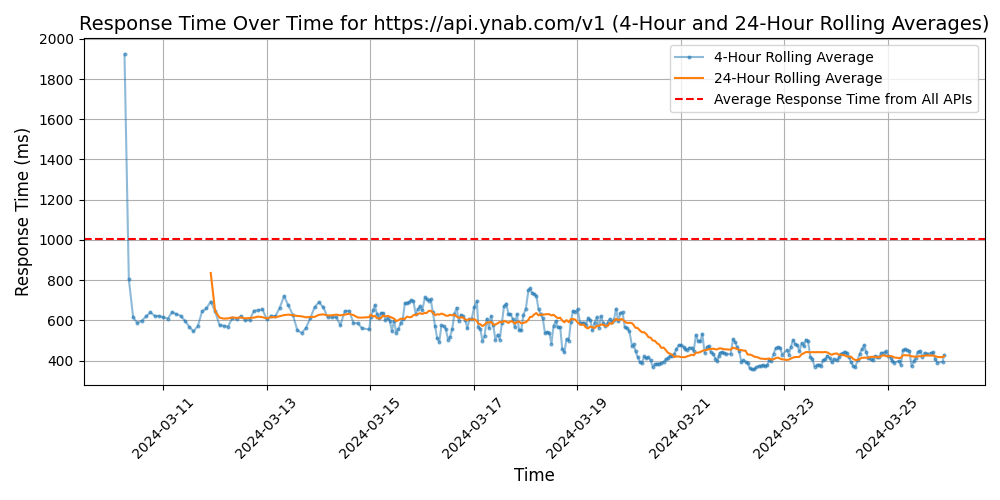 Response Time Over Time for https://api.ynab.com/v1 (4-Hour and 24-Hour Rolling Averages)
4-Hour Rolling Average
24-Hour Rolling Average
Average Response Time from All APIs
Response Time (ms)
2000
1800
1600
1400
1200
1000
800
600
400
2024-03-11
2024-03-13
2024-03-15
2024-03-17
2024-03-19
2024-03-21
2024-03-23
2024-03-25
Time